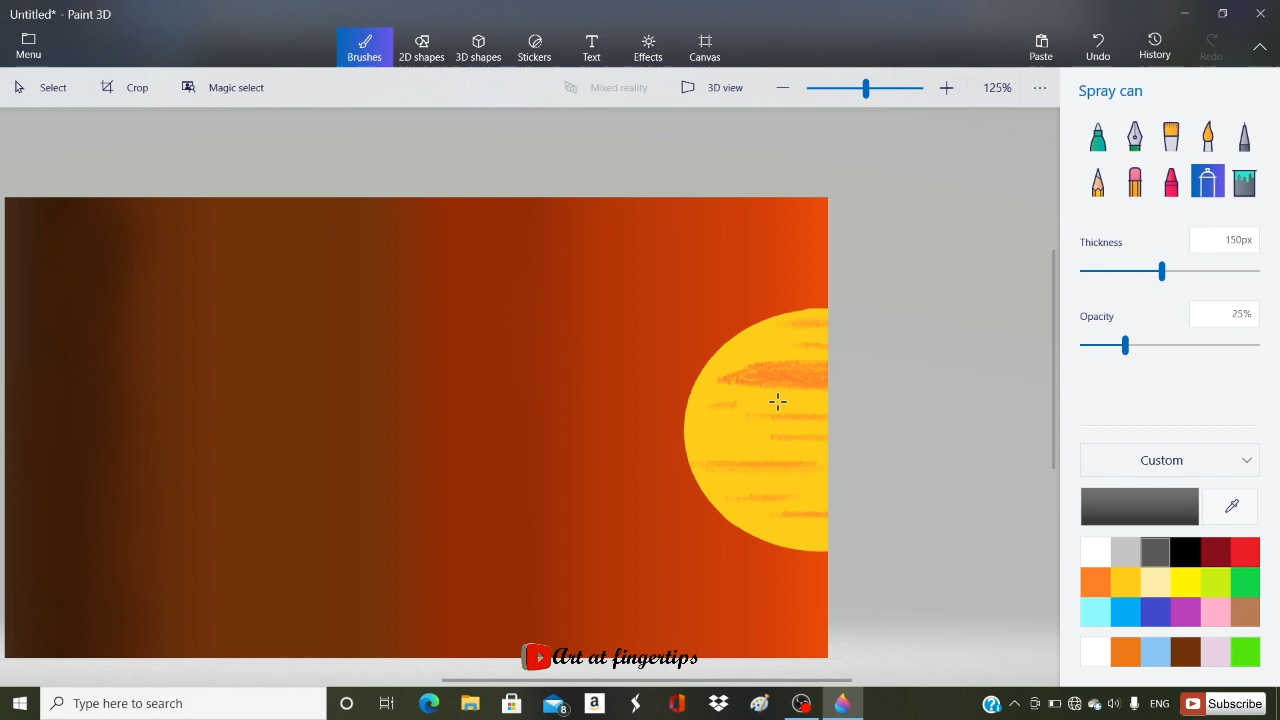 Untitled* - Paint 3D
Menu
Brushes
2D shapes
3D shapes
Stickers
Text
Effects
Canvas
Paste
Undo
History
Redo
Select
Crop
Magic select
Mixed reality
3D view
125%
Spray can
Thickness
150px
Opacity
25%
Custom
Art at fingertips
Type here to search
8
ENG
Subscribe